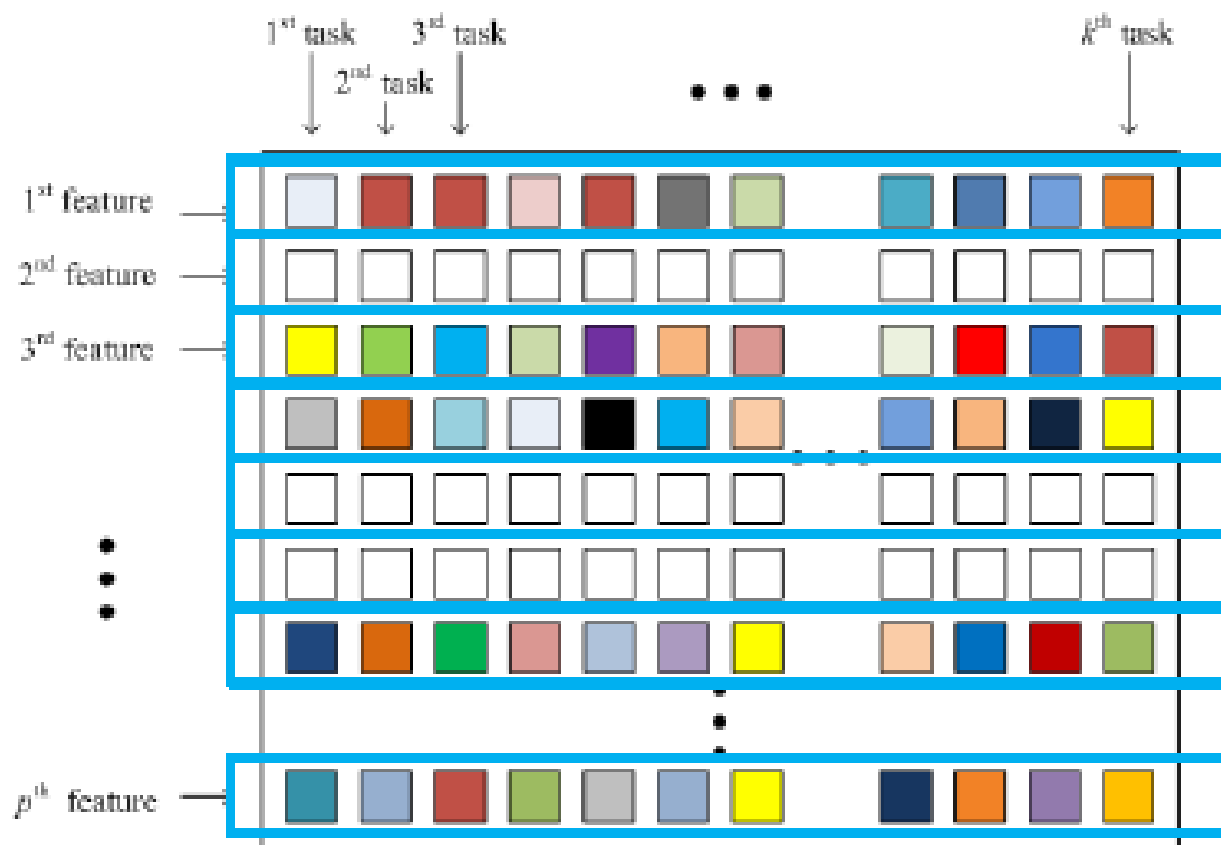 1st task
3rd task
kth task
2nd task
1st feature
2nd feature
3rd feature
pth feature